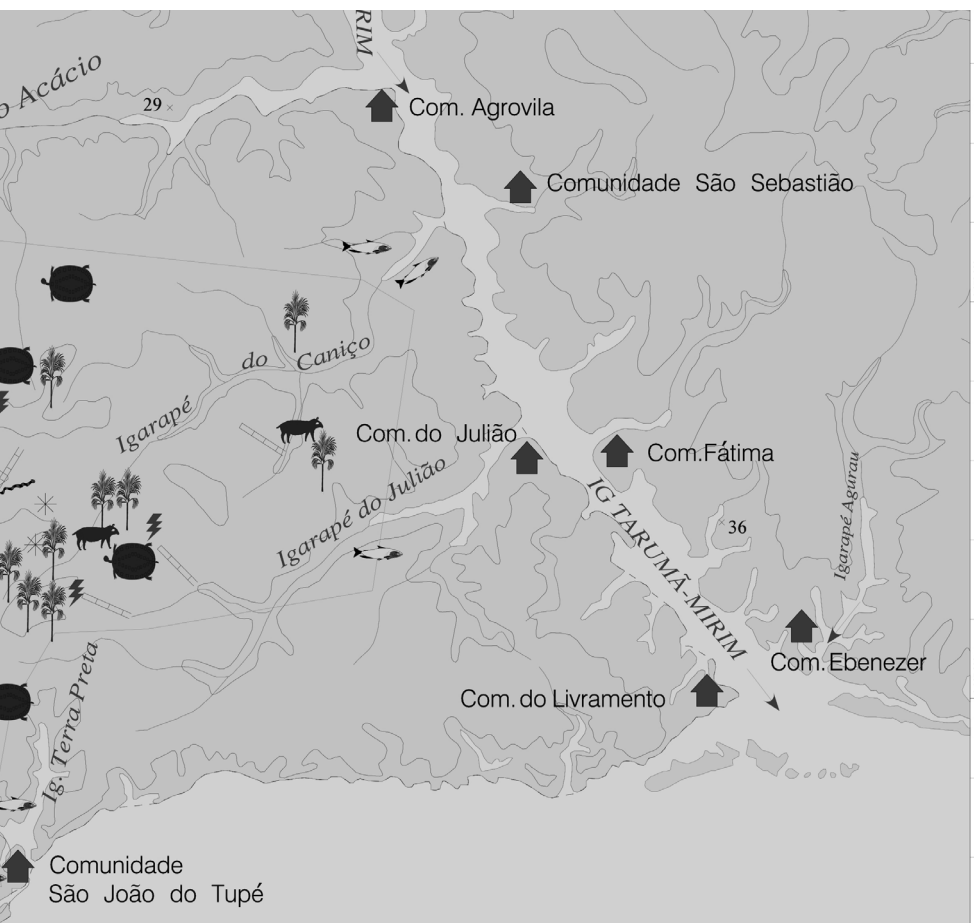 RIM
o Acácio
29
Com. Agrovila
Comunidade São Sebastião
Igarapé do Caniço
Com. do Julião
Com.Fátima
Igarapé do Julião
IG TARUMÃ-MIRIM
36
Igarapé Agurau
Com. Ebenezer
Com. do Livramento
Ig. Terra Preta
Comunidade
São João do Tupé